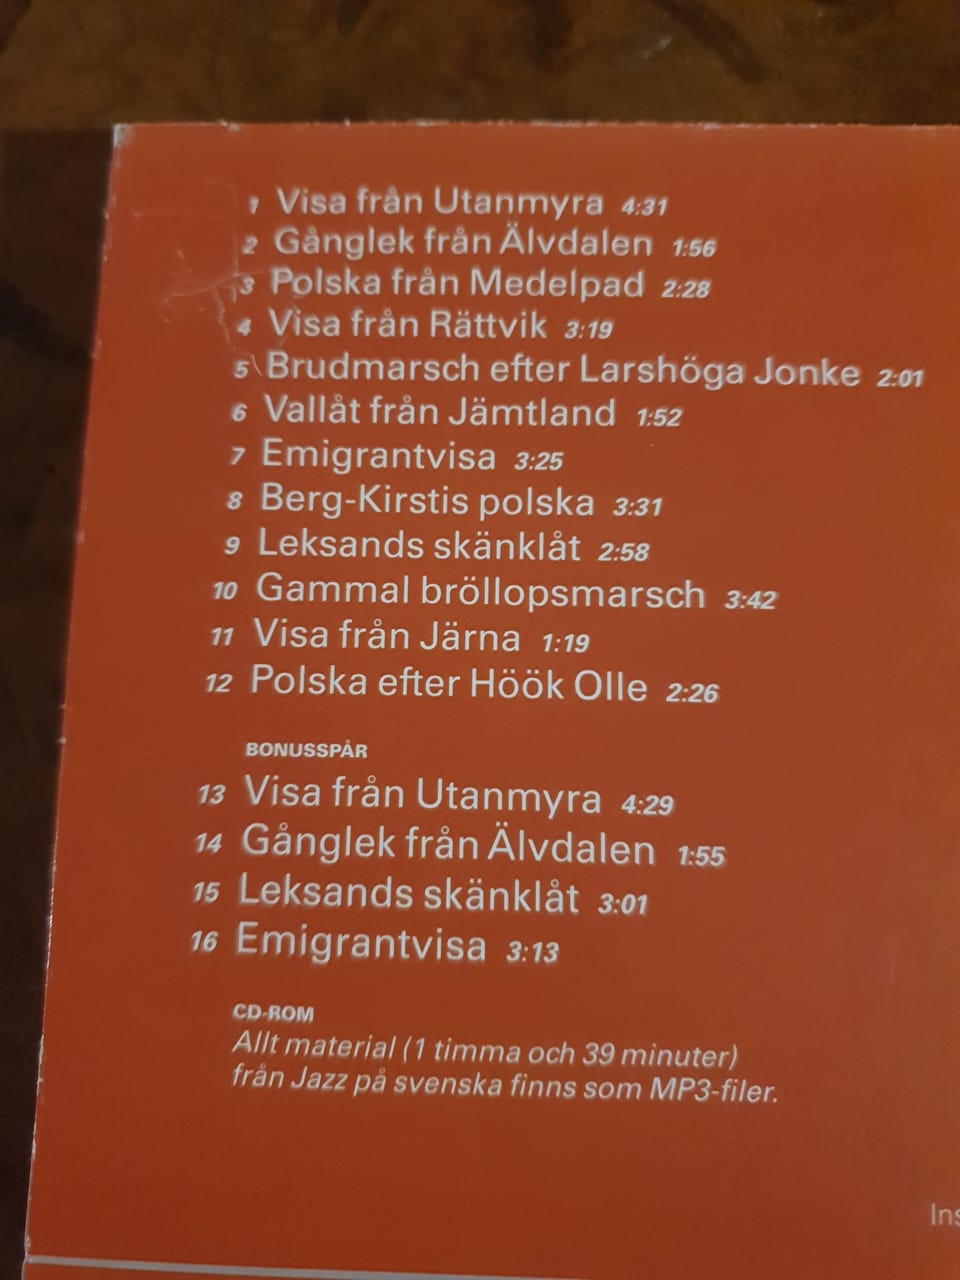 1 Visa från Utanmyra 4:31
2 Gånglek från Älvdalen 1:56
3 Polska från Medelpad 2:28
4 Visa från Rättvik 3:19
5 Brudmarsch efter Larshöga Jonke 2:01
6 Vallåt från Jämtland 1:52
7 Emigrantvisa 3:25
8 Berg-Kirstis polska 3:31
9 Leksands skänklåt 2:58
10 Gammal bröllopsmarsch 3:42
11 Visa från Järna 1:19
12 Polska efter Höök Olle 2:26
BONUSSPÅR
13 Visa från Utanmyra 4:29
14 Gånglek från Älvdalen 1:55
15 Leksands skänklåt 3:01
16 Emigrantvisa 3:13
CD-ROM
Allt material (1 timma och 39 minuter)
från Jazz på svenska finns som MP3-filer.